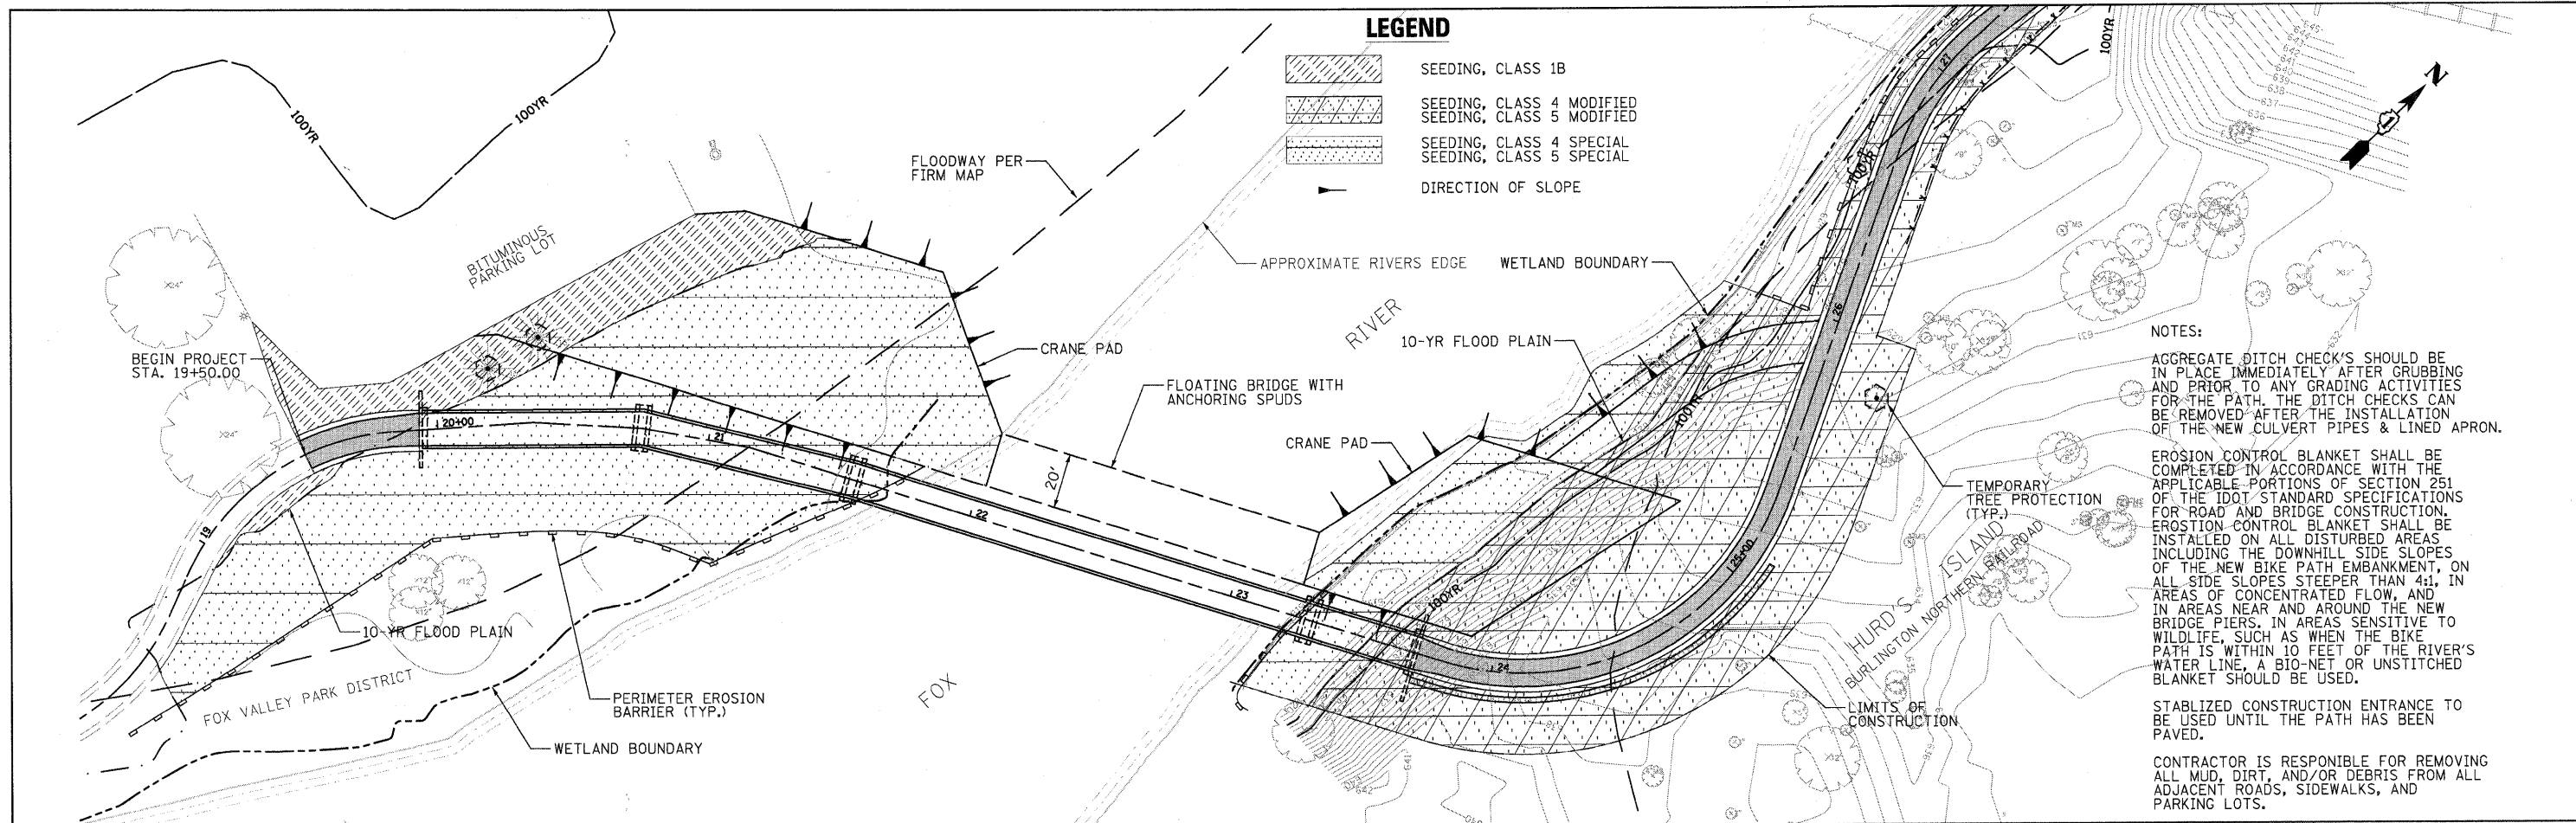 LEGEND
SEEDING, CLASS 1B
SEEDING, CLASS 4 MODIFIED
SEEDING, CLASS 5 MODIFIED
SEEDING, CLASS 4 SPECIAL
SEEDING, CLASS 5 SPECIAL
DIRECTION OF SLOPE
N
100YR
100YR
100YR
FLOODWAY PER
FIRM MAP
BITUMINOUS
PARKING LOT
X24"
BEGIN PROJECT
STA. 19+50.00
X24"
CRANE PAD
FLOATING BRIDGE WITH
ANCHORING SPUDS
20'
APPROXIMATE RIVERS EDGE
WETLAND BOUNDARY
RIVER
10-YR FLOOD PLAIN
CRANE PAD
19
20+00
21
22
23
24
25+00
26
27
100YR
100YR
100YR
TEMPORARY
TREE PROTECTION
(TYP.)
HURD'S ISLAND
BURLINGTON NORTHERN RAILROAD
LIMITS OF
CONSTRUCTION
10-YR FLOOD PLAIN
FOX VALLEY PARK DISTRICT
PERIMETER EROSION
BARRIER (TYP.)
WETLAND BOUNDARY
FOX
NOTES:
AGGREGATE DITCH CHECK'S SHOULD BE
IN PLACE IMMEDIATELY AFTER GRUBBING
AND PRIOR TO ANY GRADING ACTIVITIES
FOR THE PATH. THE DITCH CHECKS CAN
BE REMOVED AFTER THE INSTALLATION
OF THE NEW CULVERT PIPES & LINED APRON.
EROSION CONTROL BLANKET SHALL BE
COMPLETED IN ACCORDANCE WITH THE
APPLICABLE PORTIONS OF SECTION 251
OF THE IDOT STANDARD SPECIFICATIONS
FOR ROAD AND BRIDGE CONSTRUCTION.
EROSTION CONTROL BLANKET SHALL BE
INSTALLED ON ALL DISTURBED AREAS
INCLUDING THE DOWNHILL SIDE SLOPES
OF THE NEW BIKE PATH EMBANKMENT, ON
ALL SIDE SLOPES STEEPER THAN 4:1, IN
AREAS OF CONCENTRATED FLOW, AND
IN AREAS NEAR AND AROUND THE NEW
BRIDGE PIERS. IN AREAS SENSITIVE TO
WILDLIFE, SUCH AS WHEN THE BIKE
PATH IS WITHIN 10 FEET OF THE RIVER'S
WATER LINE, A BIO-NET OR UNSTITCHED
BLANKET SHOULD BE USED.
STABLIZED CONSTRUCTION ENTRANCE TO
BE USED UNTIL THE PATH HAS BEEN
PAVED.
CONTRACTOR IS RESPONIBLE FOR REMOVING
ALL MUD, DIRT, AND/OR DEBRIS FROM ALL
ADJACENT ROADS, SIDEWALKS, AND
PARKING LOTS.